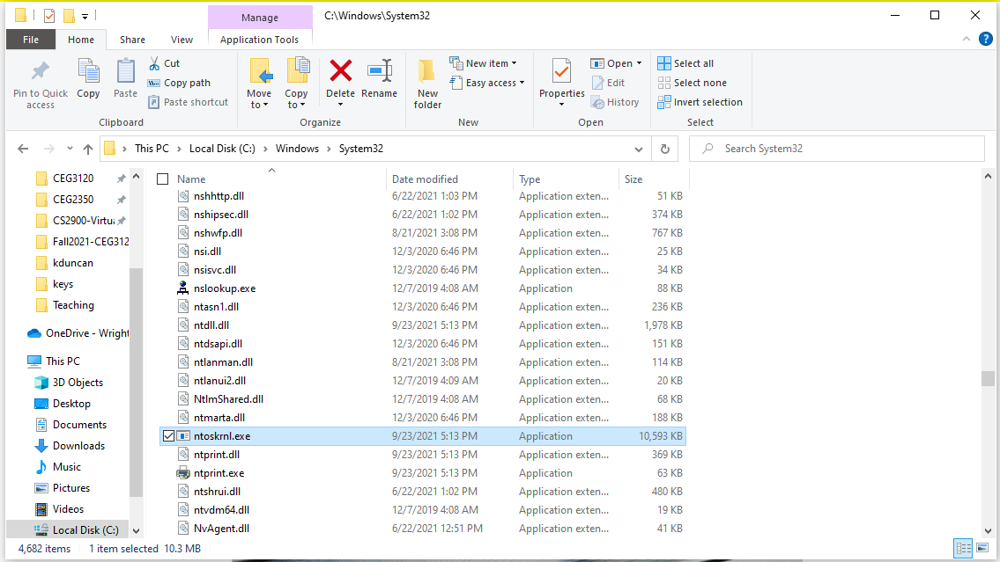 Manage C:\Windows\System32
File Home Share View Application Tools
Pin to Quick access
Copy
Paste
Cut
Copy path
Paste shortcut
Move to
Copy to
Delete
Rename
New folder
New item
Easy access
Properties
Open
Edit
History
Select all
Select none
Invert selection
Clipboard Organize New Open Select
This PC Local Disk (C:) Windows System32 Search System32
CEG3120
CEG2350
CS2900-Virtu
Fall2021-CEG312
kduncan
keys
Teaching
OneDrive - Wright
This PC
3D Objects
Desktop
Documents
Downloads
Music
Pictures
Videos
Local Disk (C:)
Name Date modified Type Size
nshhttp.dll 6/22/2021 1:03 PM Application exten... 51 KB
nshipsec.dll 6/22/2021 1:02 PM Application exten... 374 KB
nshwfp.dll 8/21/2021 3:08 PM Application exten... 767 KB
nsi.dll 12/3/2020 6:46 PM Application exten... 25 KB
nsisvc.dll 12/3/2020 6:46 PM Application exten... 34 KB
nslookup.exe 12/7/2019 4:08 AM Application 88 KB
ntasn1.dll 12/3/2020 6:46 PM Application exten... 236 KB
ntdll.dll 9/23/2021 5:13 PM Application exten... 1,978 KB
ntdsapi.dll 12/3/2020 6:46 PM Application exten... 151 KB
ntlanman.dll 8/21/2021 3:08 PM Application exten... 114 KB
ntlanui2.dll 12/7/2019 4:09 AM Application exten... 20 KB
NtlmShared.dll 12/7/2019 4:08 AM Application exten... 68 KB
ntmarta.dll 12/3/2020 6:46 PM Application exten... 188 KB
ntoskrnl.exe 9/23/2021 5:13 PM Application 10,593 KB
ntprint.dll 9/23/2021 5:13 PM Application exten... 369 KB
ntprint.exe 9/23/2021 5:13 PM Application 63 KB
ntshrui.dll 6/22/2021 1:02 PM Application exten... 480 KB
ntvdm64.dll 12/7/2019 4:08 AM Application exten... 19 KB
NvAgent.dll 6/22/2021 12:51 PM Application exten... 41 KB
4,682 items 1 item selected 10.3 MB